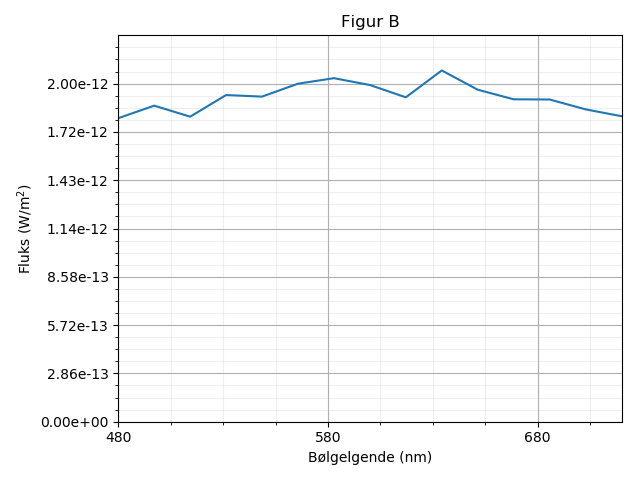 Figur B
2.00e-12
1.72e-12
1.43e-12
1.14e-12
8.58e-13
5.72e-13
2.86e-13
0.00e+00
Fluks (W/m²)
480 580 680
Bølgelgende (nm)